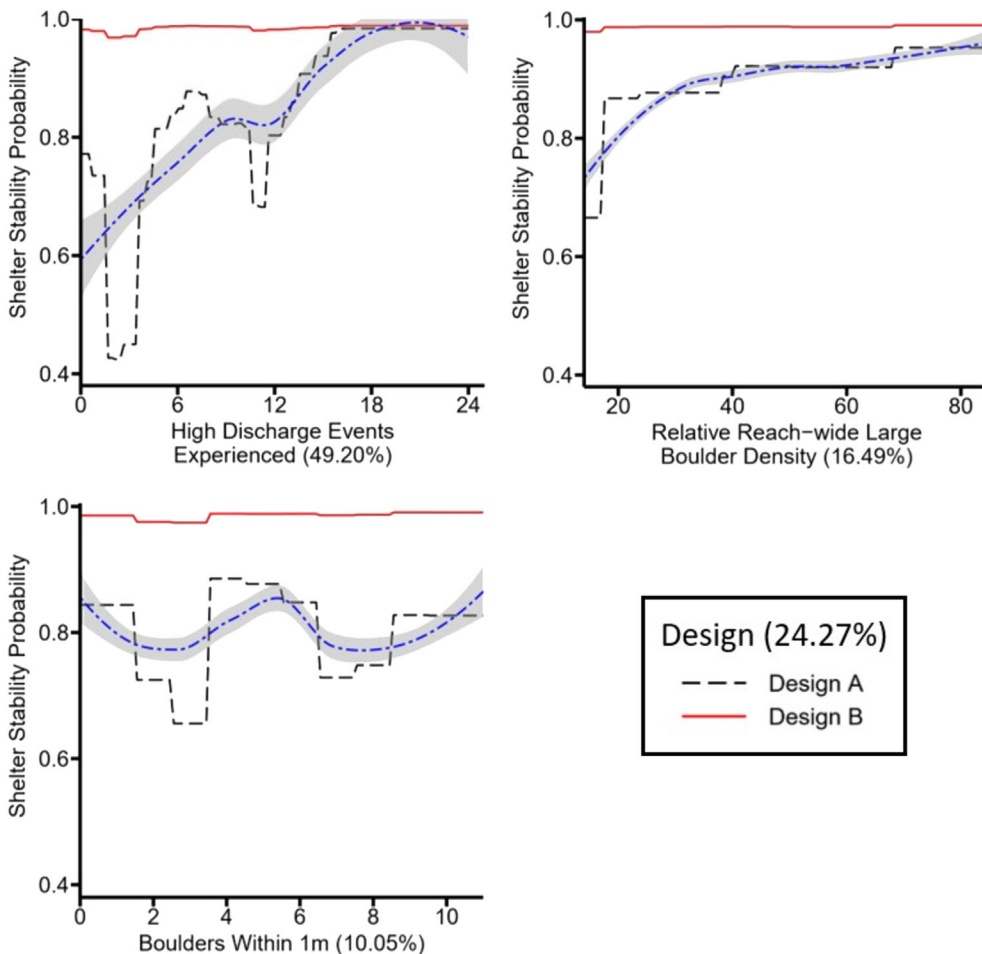 Shelter Stability Probability
1.0
0.8
0.6
0.4
0 6 12 18 24
High Discharge Events
Experienced (49.20%)
Shelter Stability Probability
1.0
0.8
0.6
0.4
20 40 60 80
Relative Reach−wide Large
Boulder Density (16.49%)
Shelter Stability Probability
1.0
0.8
0.6
0.4
0 2 4 6 8 10
Boulders Within 1m (10.05%)
Design (24.27%)
Design A
Design B